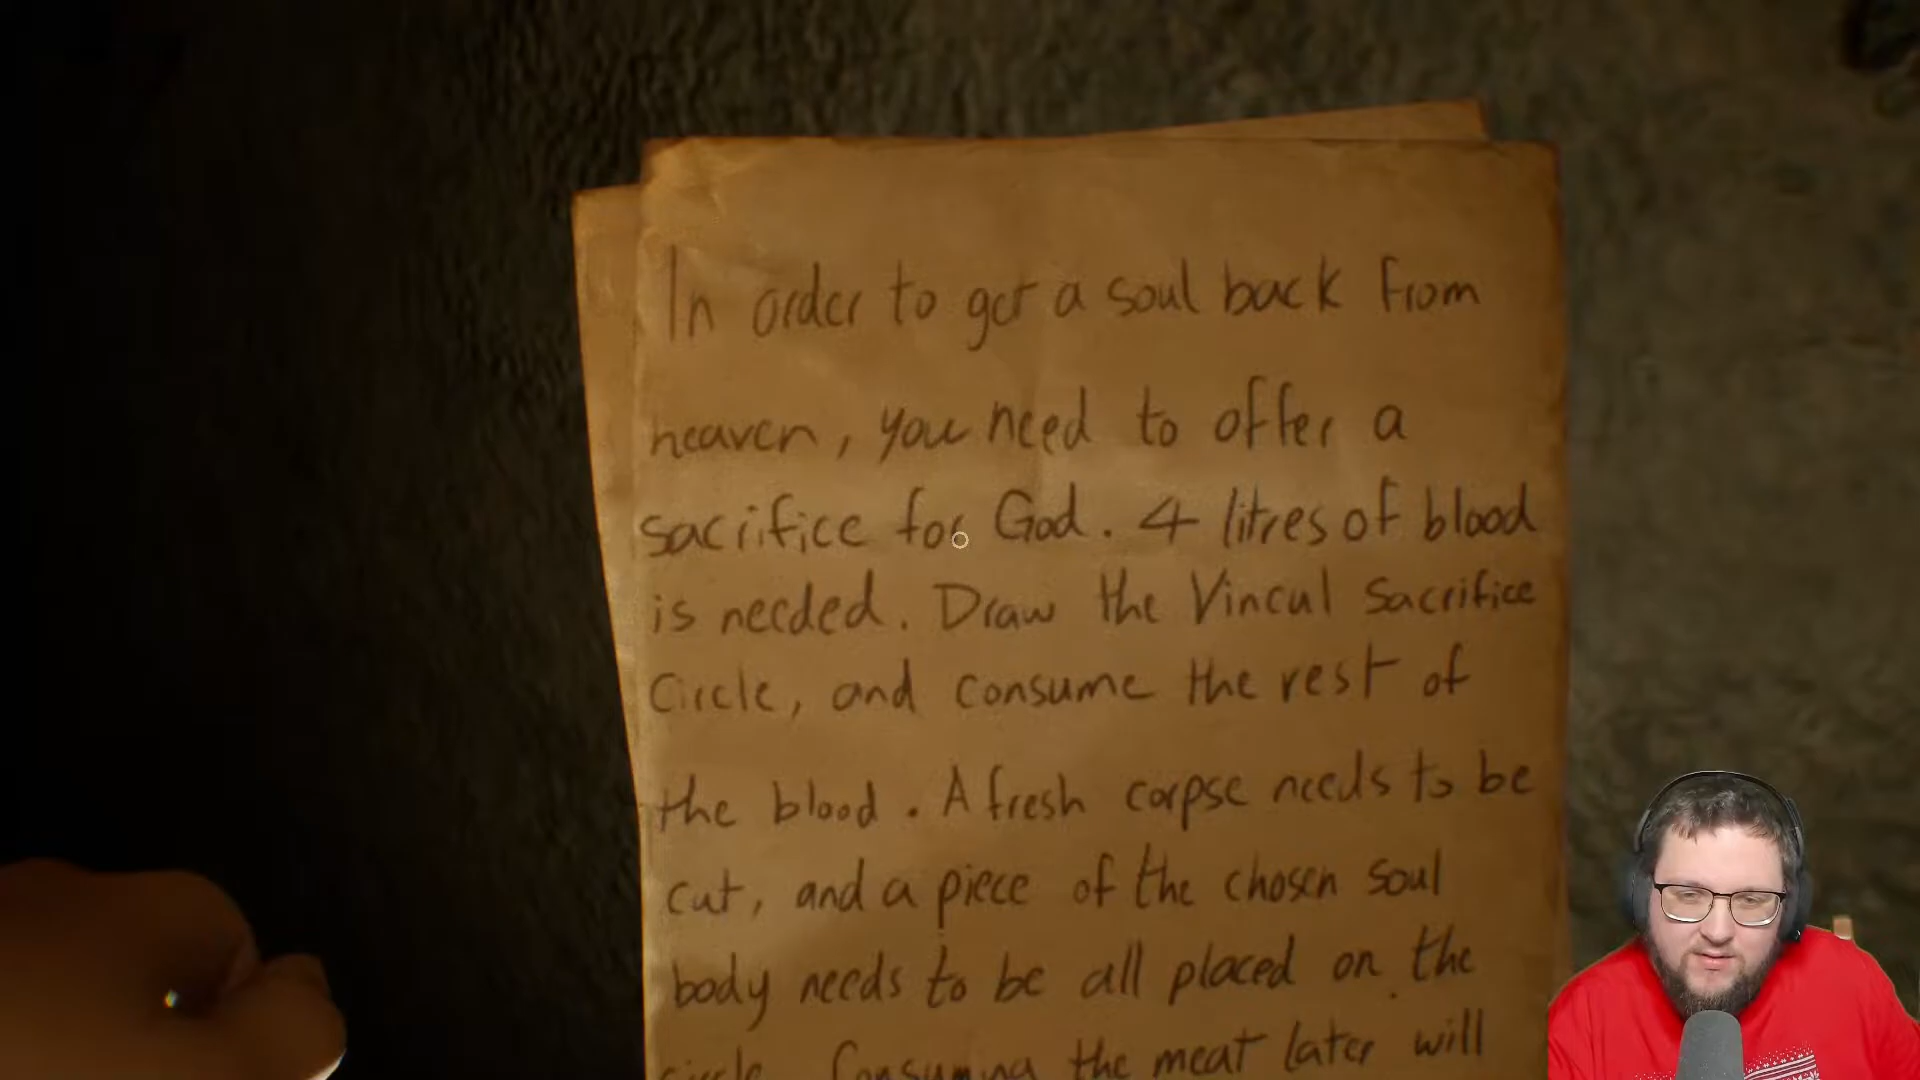 In order to get a soul back from
heaven, you need to offer a
sacrifice for God. 4 litres of blood
is needed. Draw the Vincul Sacrifice
Circle, and consume the rest of
the blood. A fresh corpse needs to be
cut, and a piece of the chosen soul
body needs to be all placed on the
circle. Consuming the meat later will